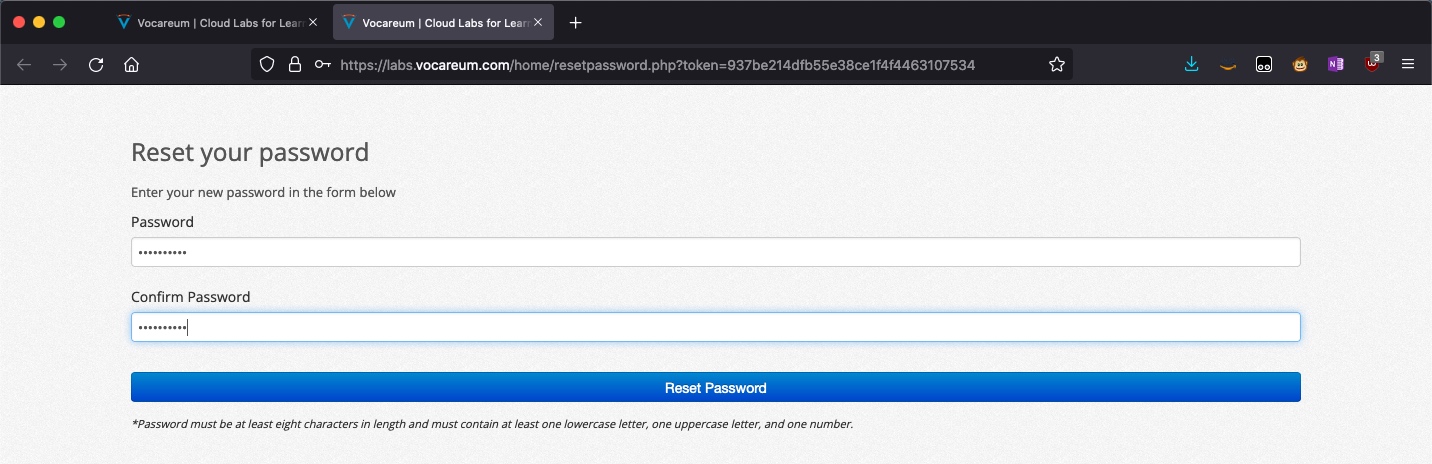 Vocareum | Cloud Labs for Lear
Vocareum | Cloud Labs for Lear
https://labs.vocareum.com/home/resetpassword.php?token=937be214dfb55e38ce1f4f4463107534
3
Reset your password
Enter your new password in the form below
Password
••••••••••
Confirm Password
••••••••••
Reset Password
*Password must be at least eight characters in length and must contain at least one lowercase letter, one uppercase letter, and one number.